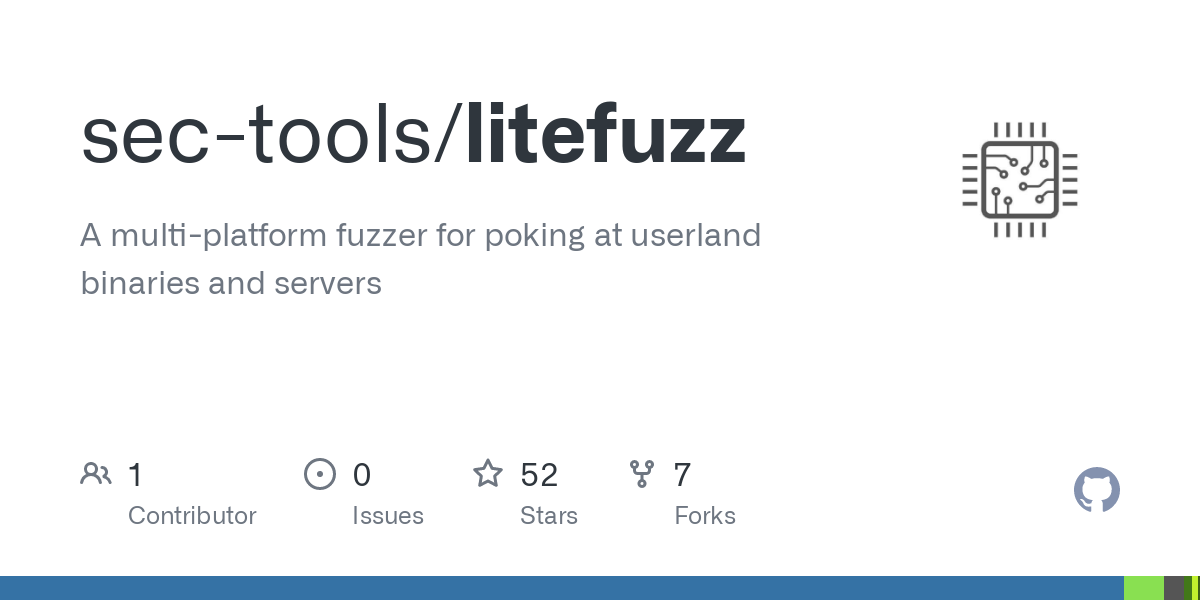 sec-tools/litefuzz
A multi-platform fuzzer for poking at userland
binaries and servers
1
Contributor
0
Issues
52
Stars
7
Forks